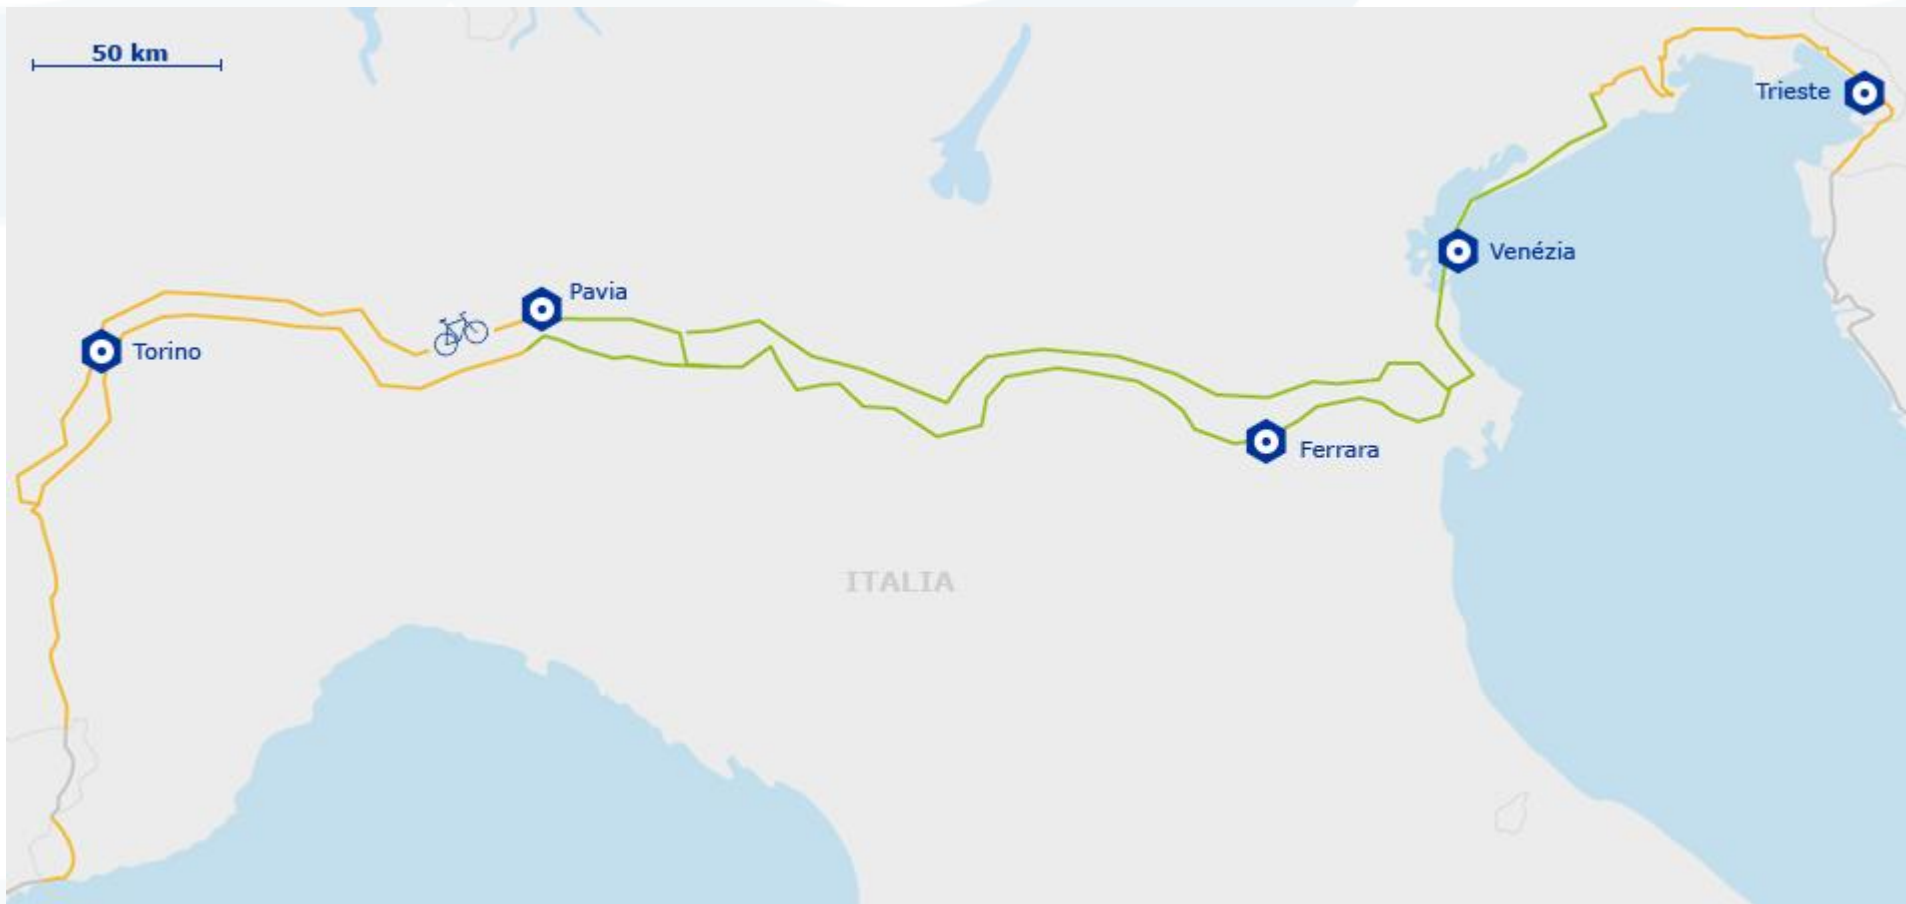 50 km
Trieste
Venézia
Pavia
Torino
Ferrara
ITALIA